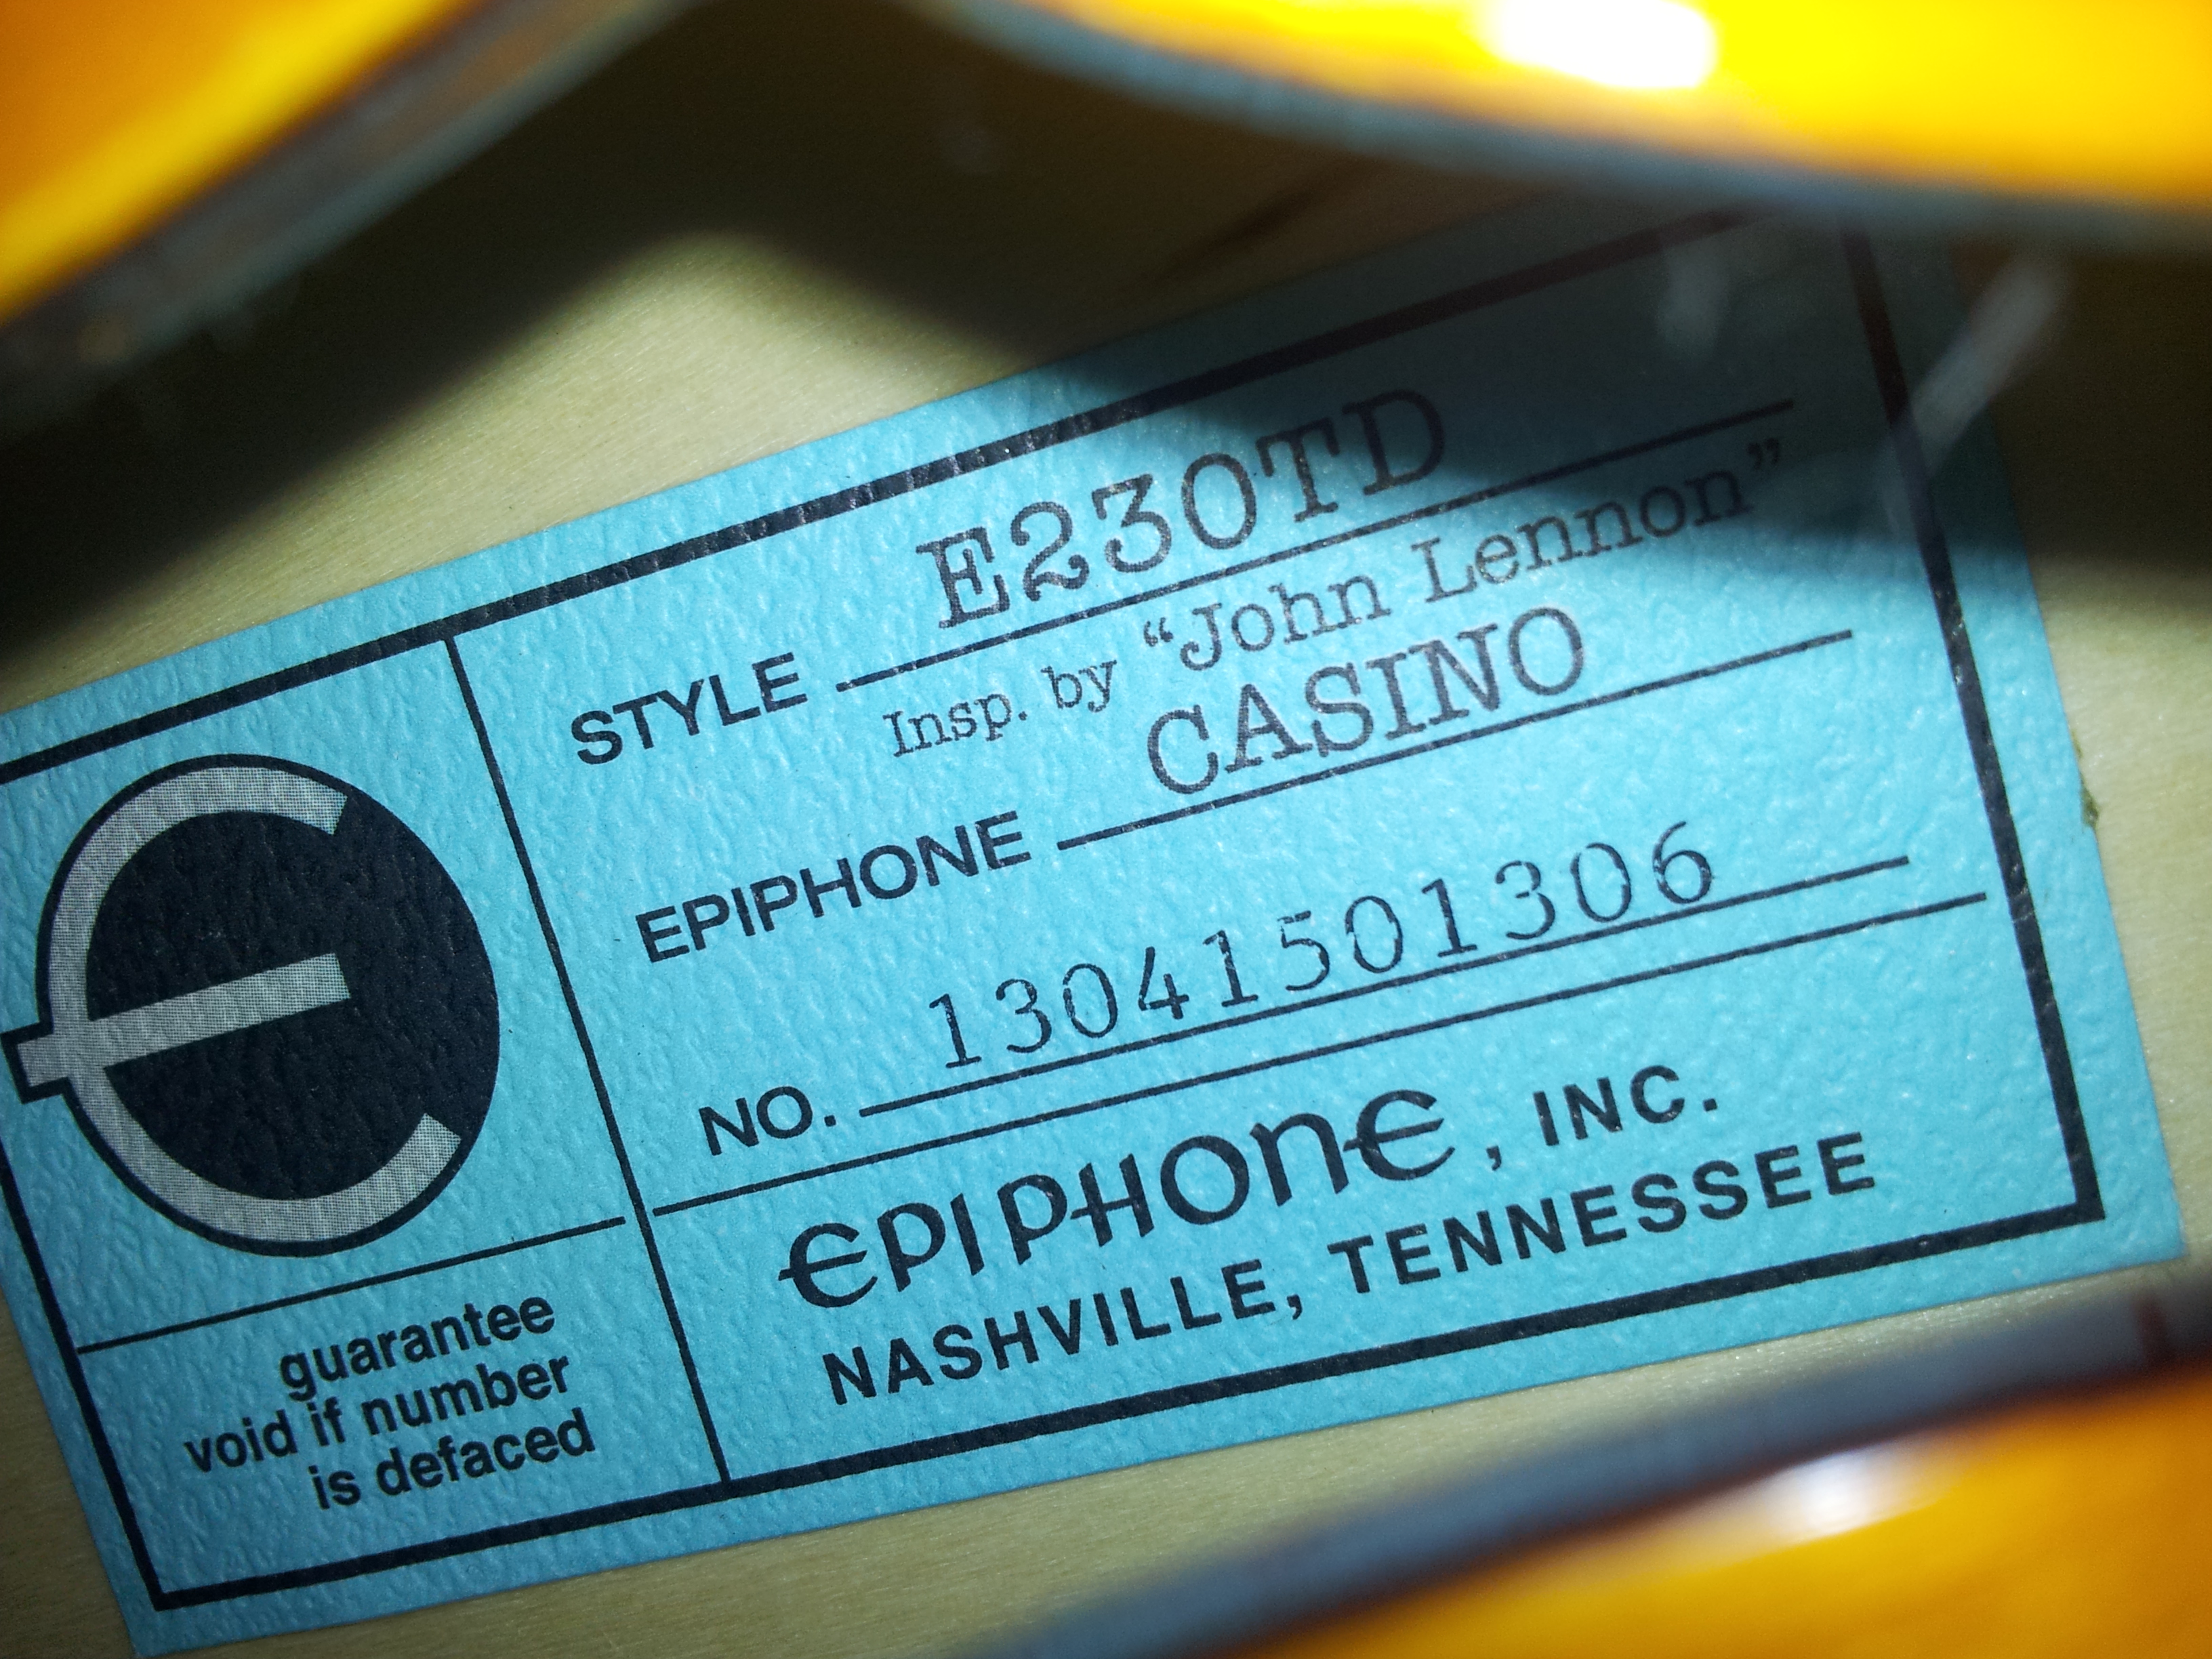 STYLE E230TD
Insp. by “John Lennon”
EPIPHONE CASINO
NO. 13041501306
EPIPHONE, INC.
NASHVILLE, TENNESSEE
guarantee
void if number
is defaced